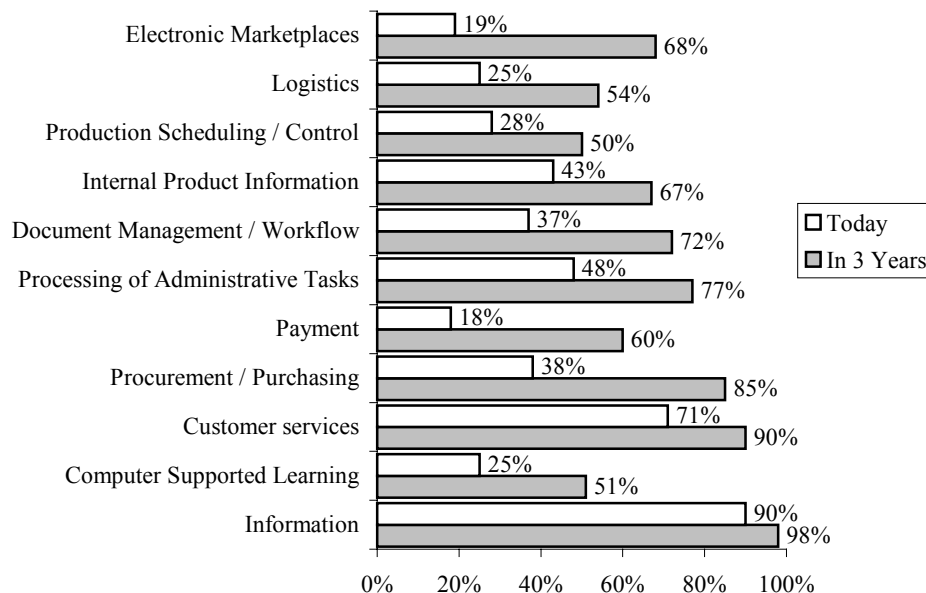 Electronic Marketplaces
19%
68%
Logistics
25%
54%
Production Scheduling / Control
28%
50%
Internal Product Information
43%
67%
Document Management / Workflow
37%
72%
Processing of Administrative Tasks
48%
77%
Payment
18%
60%
Procurement / Purchasing
38%
85%
Customer services
71%
90%
Computer Supported Learning
25%
51%
Information
90%
98%
0% 20% 40% 60% 80% 100%
Today
In 3 Years